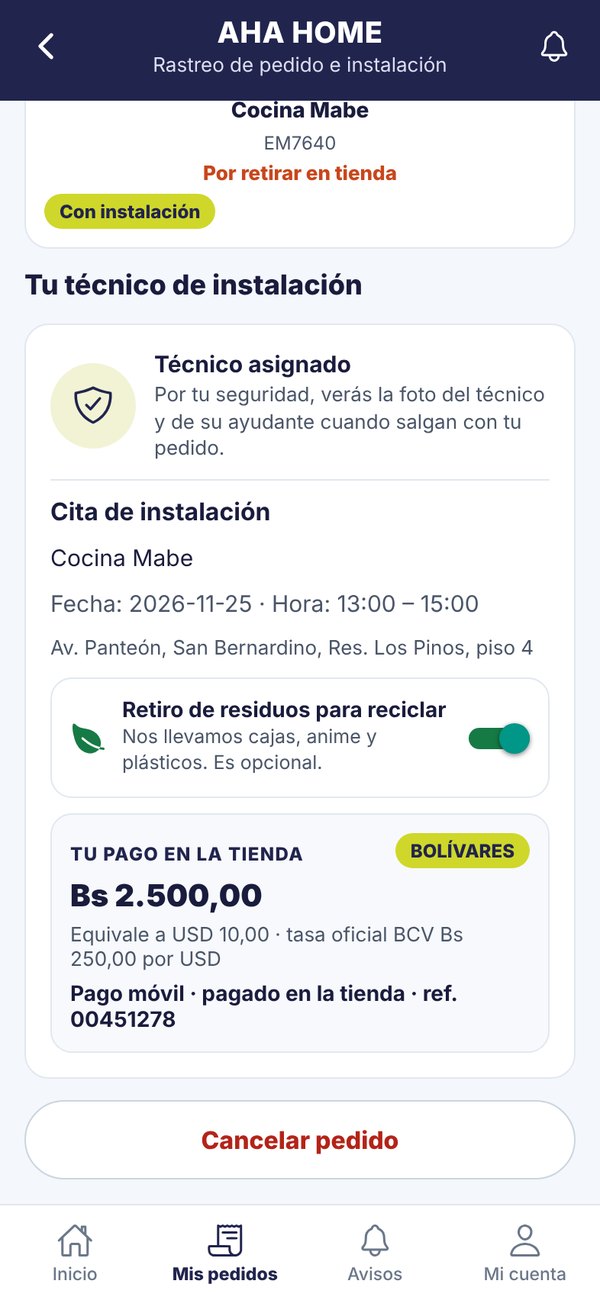 AHA HOME
Rastreo de pedido e instalación
Cocina Mabe
EM7640
Por retirar en tienda
Con instalación
Tu técnico de instalación
Técnico asignado
Por tu seguridad, verás la foto del técnico
y de su ayudante cuando salgan con tu
pedido.
Cita de instalación
Cocina Mabe
Fecha: 2026-11-25 · Hora: 13:00 – 15:00
Av. Panteón, San Bernardino, Res. Los Pinos, piso 4
Retiro de residuos para reciclar
Nos llevamos cajas, anime y
plásticos. Es opcional.
TU PAGO EN LA TIENDA
BOLÍVARES
Bs 2.500,00
Equivale a USD 10,00 · tasa oficial BCV Bs
250,00 por USD
Pago móvil · pagado en la tienda · ref.
00451278
Cancelar pedido
Inicio
Mis pedidos
Avisos
Mi cuenta